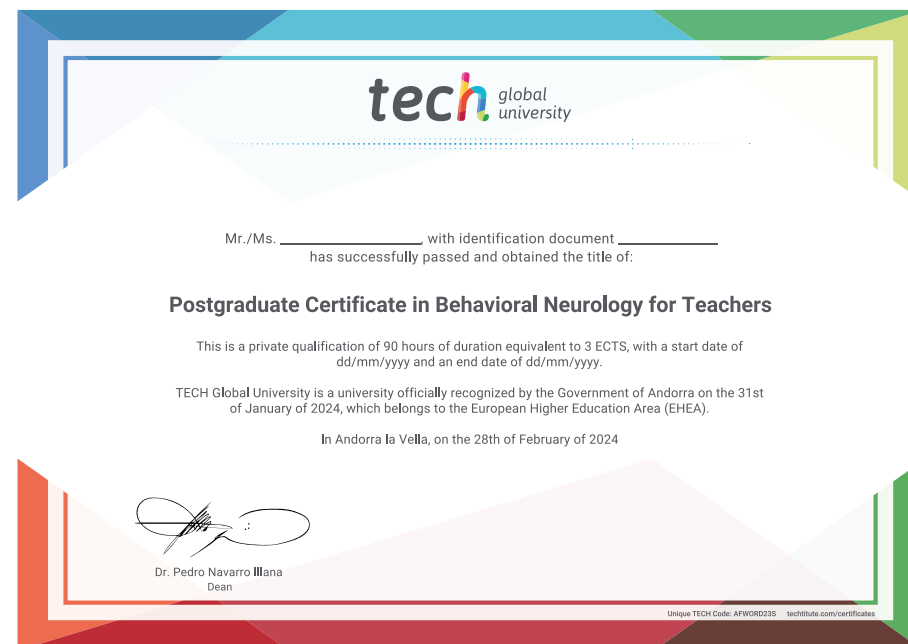 tech global
university
Mr./Ms. ____________, with identification document ____________
has successfully passed and obtained the title of:
Postgraduate Certificate in Behavioral Neurology for Teachers
This is a private qualification of 90 hours of duration equivalent to 3 ECTS, with a start date of
dd/mm/yyyy and an end date of dd/mm/yyyy.
TECH Global University is a university officially recognized by the Government of Andorra on the 31st
of January of 2024, which belongs to the European Higher Education Area (EHEA).
In Andorra la Vella, on the 28th of February of 2024
Dr. Pedro Navarro Illana
Dean
Unique TECH Code: AFWORD23S techtitute.com/certificates